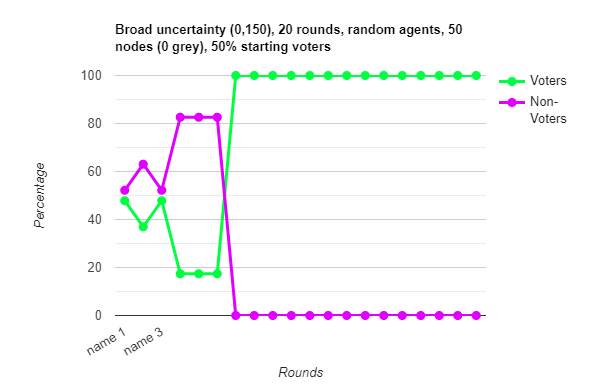 Broad uncertainty (0,150), 20 rounds, random agents, 50
nodes (0 grey), 50% starting voters
100
80
60
40
20
0
Percentage
name 1
name 3
Rounds
Voters
Non-
Voters